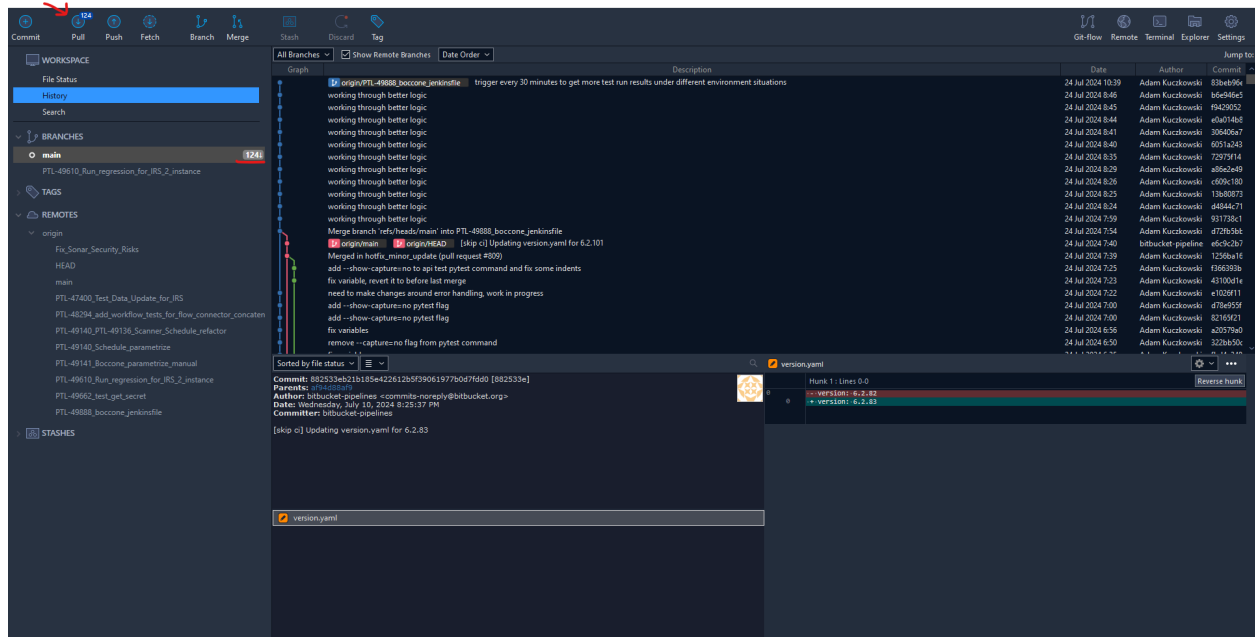 124
Commit Pull Push Fetch Branch Merge Stash Discard Tag Git-flow Remote Terminal Explorer Settings
WORKSPACE
File Status
History
Search
BRANCHES
main 124↓
PTL-49610_Run_regression_for_IRS_2_instance
TAGS
REMOTES
origin
Fix_Sonar_Security_Risks
HEAD
main
PTL-47400_Test_Data_Update_for_IRS
PTL-48294_add_workflow_tests_for_flow_connector_concaten
PTL-49140_PTL-49136_Scanner_Schedule_refactor
PTL-49140_Schedule_parametrize
PTL-49141_Boccone_parametrize_manual
PTL-49610_Run_regression_for_IRS_2_instance
PTL-49662_test_get_secret
PTL-49888_boccone_jenkinsfile
STASHES
All Branches Show Remote Branches Date Order Jump to:
Graph Description Date Author Commit
origin/PTL-49888_boccone_jenkinsfile trigger every 30 minutes to get more test run results under different environment situations 24 Jul 2024 10:39 Adam Kuczkowski 83beb96c
working through better logic 24 Jul 2024 8:46 Adam Kuczkowski b6e946e5
working through better logic 24 Jul 2024 8:45 Adam Kuczkowski f9429052
working through better logic 24 Jul 2024 8:44 Adam Kuczkowski e0a014b8
working through better logic 24 Jul 2024 8:41 Adam Kuczkowski 306406a7
working through better logic 24 Jul 2024 8:40 Adam Kuczkowski 6051a243
working through better logic 24 Jul 2024 8:35 Adam Kuczkowski 72975f14
working through better logic 24 Jul 2024 8:29 Adam Kuczkowski a86e2e49
working through better logic 24 Jul 2024 8:26 Adam Kuczkowski c609c180
working through better logic 24 Jul 2024 8:25 Adam Kuczkowski 13b80873
working through better logic 24 Jul 2024 8:24 Adam Kuczkowski d4844c71
working through better logic 24 Jul 2024 7:59 Adam Kuczkowski 931738c1
Merge branch 'refs/heads/main' into PTL-49888_boccone_jenkinsfile 24 Jul 2024 7:54 Adam Kuczkowski d72fb5bb
origin/main origin/HEAD [skip ci] Updating version.yaml for 6.2.101 24 Jul 2024 7:40 bitbucket-pipeline e6c9c2b7
Merged in hotfix_minor_update (pull request #809) 24 Jul 2024 7:39 Adam Kuczkowski 1256ba16
add --show-capture=no to api test pytest command and fix some indents 24 Jul 2024 7:25 Adam Kuczkowski f366393b
fix variable, revert it to before last merge 24 Jul 2024 7:23 Adam Kuczkowski 43100d1e
need to make changes around error handling, work in progress 24 Jul 2024 7:22 Adam Kuczkowski e1026f11
add --show-capture=no pytest flag 24 Jul 2024 7:00 Adam Kuczkowski d78e955f
add --show-capture=no pytest flag 24 Jul 2024 7:00 Adam Kuczkowski 82165f21
fix variables 24 Jul 2024 6:56 Adam Kuczkowski a20579a0
remove --capture=no flag from pytest command 24 Jul 2024 6:50 Adam Kuczkowski 322bb50c
Sorted by file status
Commit: 882533eb21b185e422612b5f39061977b0d7fdd0 [882533e]
Parents: af94d88af9
Author: bitbucket-pipelines <commits-noreply@bitbucket.org>
Date: Wednesday, July 10, 2024 8:25:37 PM
Committer: bitbucket-pipelines
[skip ci] Updating version.yaml for 6.2.83
version.yaml
version.yaml
Hunk 1 : Lines 0-0 Reverse hunk
0 - version: 6.2.82
0 + version: 6.2.83